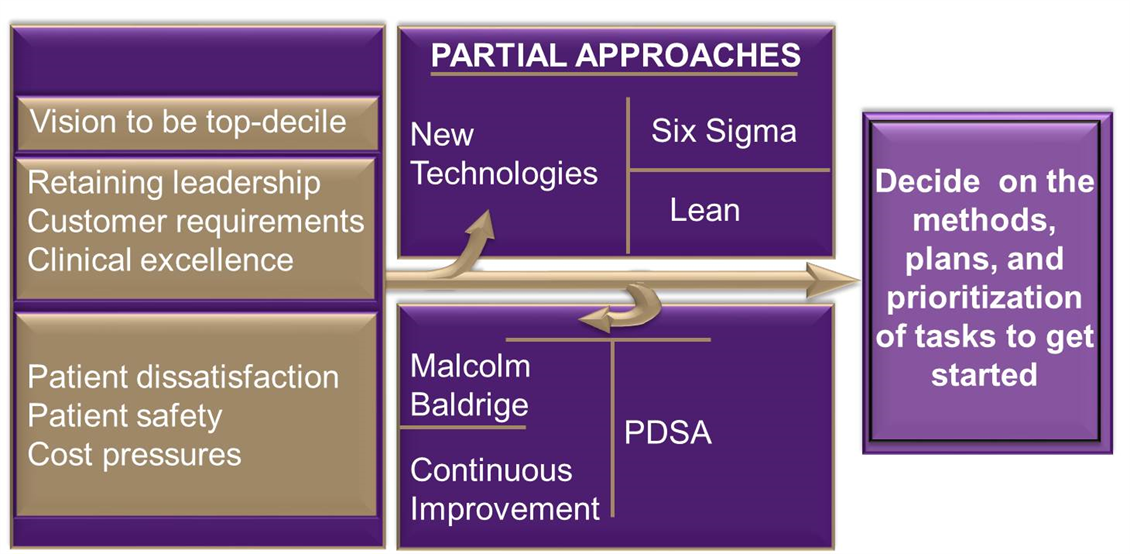 Vision to be top-decile
Retaining leadership
Customer requirements
Clinical excellence
Patient dissatisfaction
Patient safety
Cost pressures
PARTIAL APPROACHES
New
Technologies
Six Sigma
Lean
Malcolm
Baldrige
Continuous
Improvement
PDSA
Decide on the
methods,
plans, and
prioritization
of tasks to get
started